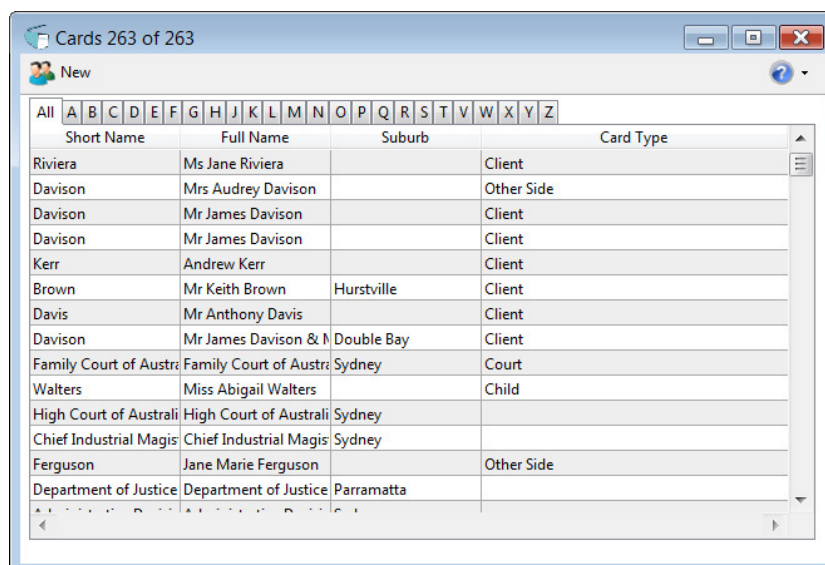 Cards 263 of 263
New
All A B C D E F G H J K L M N O P Q R S T V W X Y Z
Short Name Full Name Suburb Card Type
Riviera Ms Jane Riviera Client
Davison Mrs Audrey Davison Other Side
Davison Mr James Davison Client
Davison Mr James Davison Client
Kerr Andrew Kerr Client
Brown Mr Keith Brown Hurstville Client
Davis Mr Anthony Davis Client
Davison Mr James Davison & Double Bay Client
Family Court of Austra Family Court of Austra Sydney Court
Walters Miss Abigail Walters Child
High Court of Australi High Court of Australi Sydney
Chief Industrial Magis Chief Industrial Magis Sydney
Ferguson Jane Marie Ferguson Other Side
Department of Justice Department of Justice Parramatta